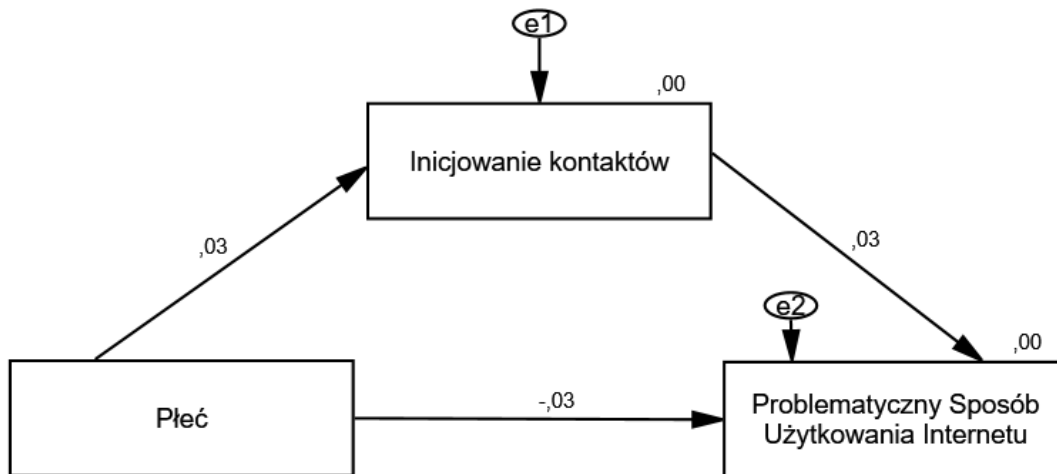 e1
,00
Inicjowanie kontaktów
,03
,03
e2
,00
Płeć
-,03
Problematyczny Sposób
Użytkowania Internetu